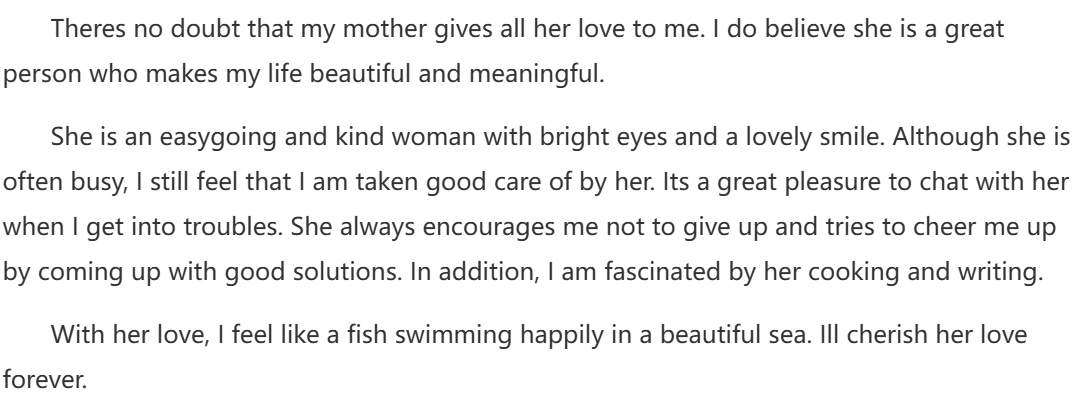 Theres no doubt that my mother gives all her love to me. I do believe she is a great
person who makes my life beautiful and meaningful.
She is an easygoing and kind woman with bright eyes and a lovely smile. Although she is
often busy, I still feel that I am taken good care of by her. Its a great pleasure to chat with her
when I get into troubles. She always encourages me not to give up and tries to cheer me up
by coming up with good solutions. In addition, I am fascinated by her cooking and writing.
With her love, I feel like a fish swimming happily in a beautiful sea. Ill cherish her love
forever.